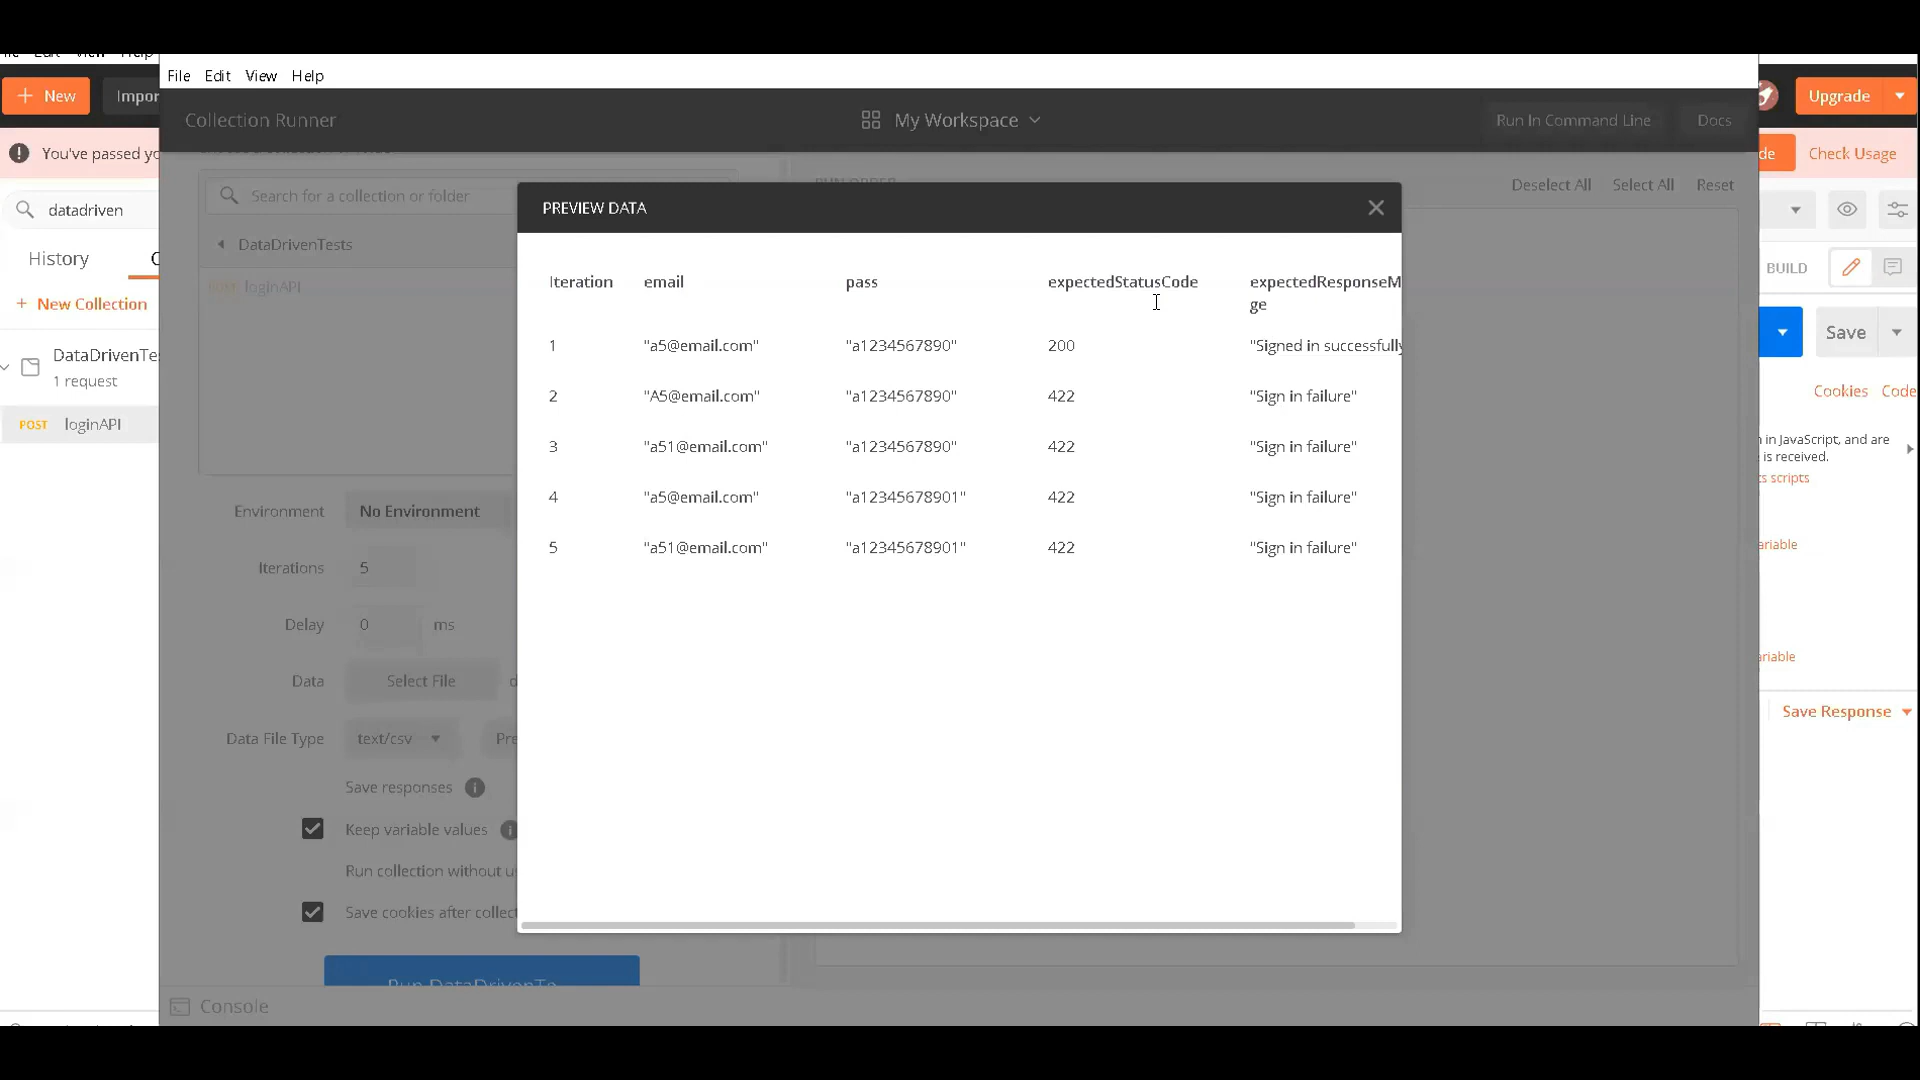 File Edit View Help
New
Impor
Collection Runner
My Workspace
Run In Command Line
Docs
Upgrade
You've passed yo
de
Check Usage
Search for a collection or folder
Deselect All
Select All
Reset
datadriven
PREVIEW DATA
DataDrivenTests
History
C
BUILD
New Collection
loginAPI
Iteration email pass expectedStatusCode expectedResponseM
ge
Save
1 "a5@email.com" "a1234567890" 200 "Signed in successfully
DataDrivenTes
1 request
2 "A5@email.com" "a1234567890" 422 "Sign in failure"
Cookies Code
POST loginAPI
3 "a51@email.com" "a1234567890" 422 "Sign in failure"
n in JavaScript, and are
is received.
ts scripts
4 "a5@email.com" "a12345678901" 422 "Sign in failure"
Environment No Environment
5 "a51@email.com" "a12345678901" 422 "Sign in failure"
ariable
Iterations 5
Delay 0 ms
ariable
Data Select File d
Save Response
Data File Type text/csv Pre
Save responses
Keep variable values
Run collection without u
Save cookies after collect
Console